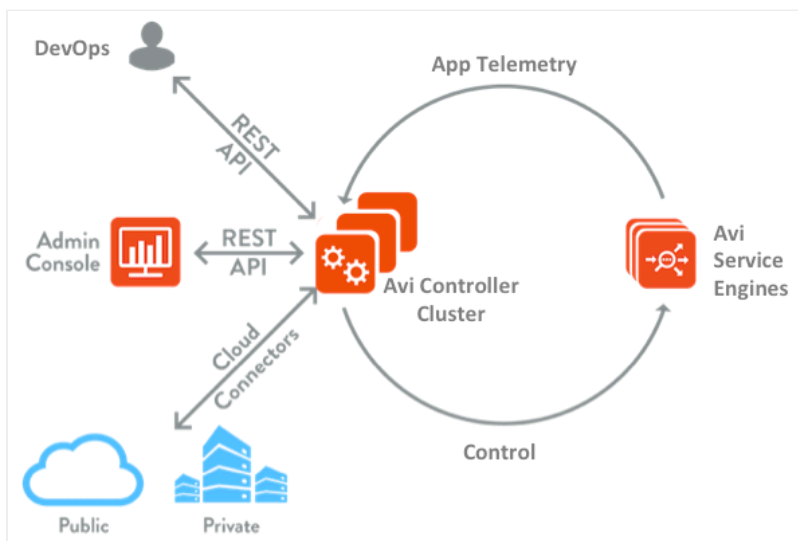 DevOps
App Telemetry
REST
API
Admin
Console
REST
API
Avi Controller
Cluster
Avi
Service
Engines
Cloud
Connectors
Control
Public
Private